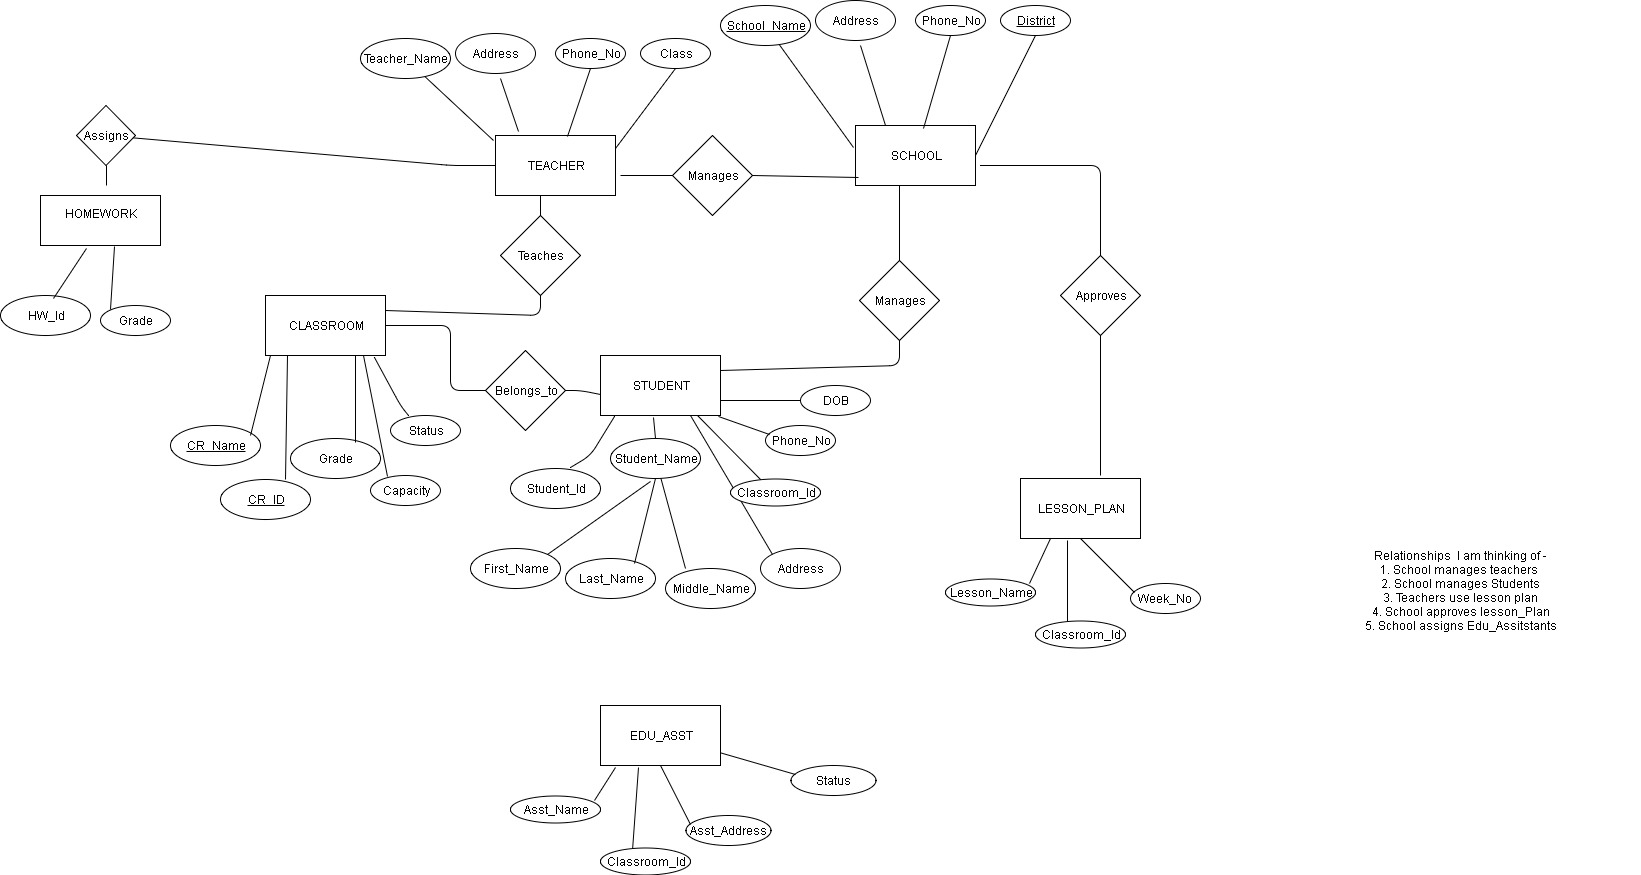 School_Name
Address
Phone_No
District
Teacher_Name
Address
Phone_No
Class
Assigns
TEACHER
Manages
SCHOOL
HOMEWORK
Teaches
Manages
Approves
HW_Id
Grade
CLASSROOM
Belongs_to
STUDENT
DOB
CR_Name
Grade
Status
Phone_No
CR_ID
Capacity
Student_Id
Student_Name
Classroom_Id
LESSON_PLAN
First_Name
Last_Name
Middle_Name
Address
Lesson_Name
Classroom_Id
Week_No
Relationships I am thinking of -
1. School manages teachers
2. School manages Students
3. Teachers use lesson plan
4. School approves lesson_Plan
5. School assigns Edu_Assitstants
EDU_ASST
Asst_Name
Classroom_Id
Asst_Address
Status